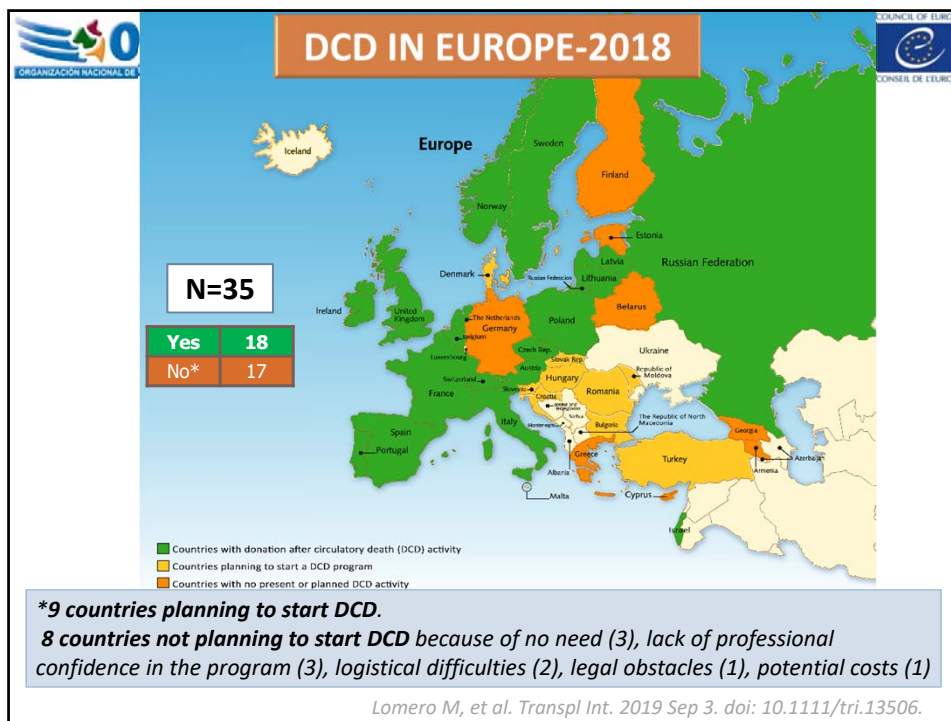 DCD IN EUROPE-2018
ORGANIZACIÓN NACIONAL DE
COUNCIL OF EURO
CONSEIL DE L'EURO
Iceland
Europe
Sweden
Norway
Finland
Estonia
Latvia
Russian Federation
Denmark
Russian Federation
Lithuania
N=35
Ireland
United
Kingdom
The Netherlands
Germany
Poland
Belarus
Yes 18
No* 17
Belgium
Luxembourg
Czech Rep.
Slovak Rep.
Ukraine
Austria
Switzerland
Hungary
Republic of
Moldova
France
Slovenia
Croatia
Romania
Italy
Serbia
Montenegro
Bulgaria
The Republic of North
Macedonia
Georgia
Spain
Portugal
Albania
Greece
Turkey
Armenia
Azerbaijan
Malta
Cyprus
Israel
Countries with donation after circulatory death (DCD) activity
Countries planning to start a DCD program
Countries with no present or planned DCD activity
*9 countries planning to start DCD.
8 countries not planning to start DCD because of no need (3), lack of professional
confidence in the program (3), logistical difficulties (2), legal obstacles (1), potential costs (1)
Lomero M, et al. Transpl Int. 2019 Sep 3. doi: 10.1111/tri.13506.